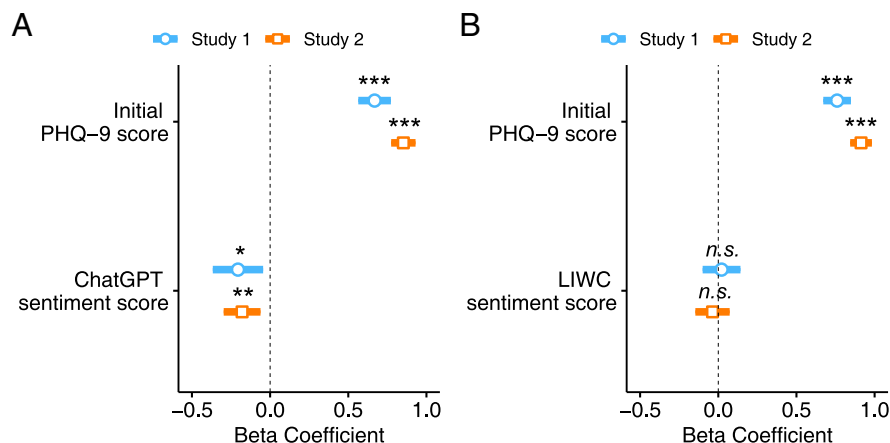 A
Study 1 Study 2
Initial
PHQ−9 score
***
***
ChatGPT
sentiment score
*
**
−0.5 0.0 0.5 1.0
Beta Coefficient
B
Study 1 Study 2
Initial
PHQ−9 score
***
***
LIWC
sentiment score
n.s.
n.s.
−0.5 0.0 0.5 1.0
Beta Coefficient